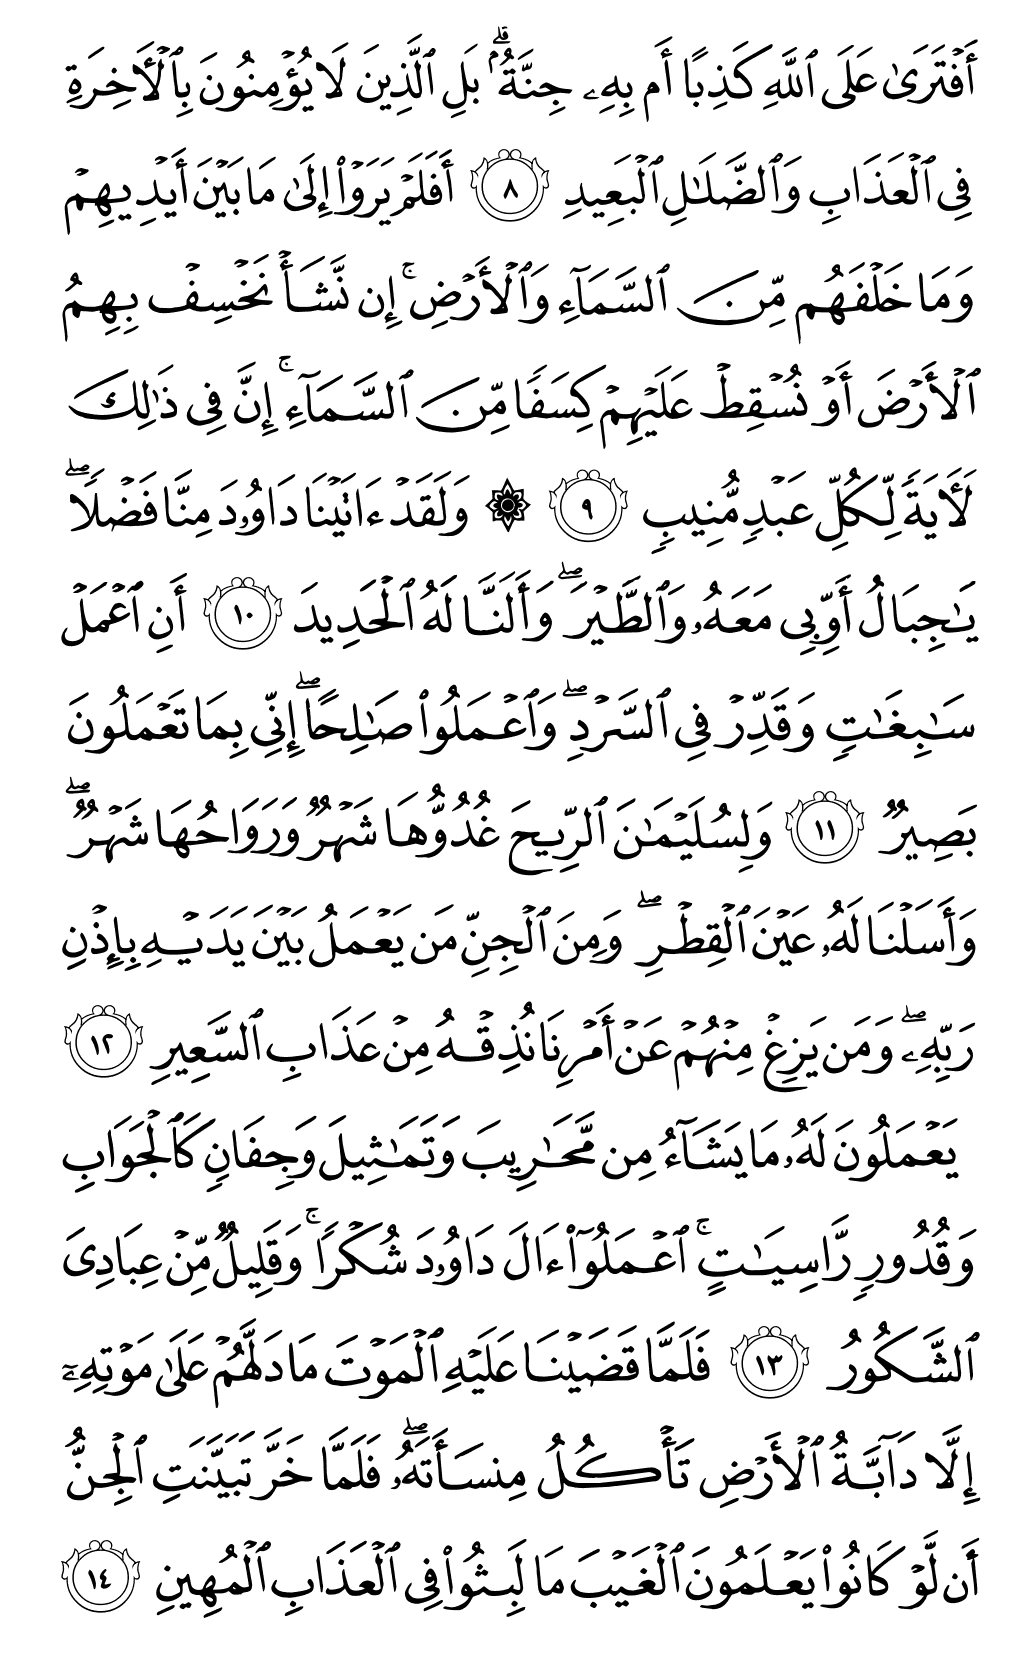 أَفْتَرَىٰ عَلَى ٱللَّهِ كَذِبًا أَم بِهِۦ جِنَّةٌۢ ۗ بَلِ ٱلَّذِينَ لَا يُؤْمِنُونَ بِٱلْـَٔاخِرَةِ
فِى ٱلْعَذَابِ وَٱلضَّلَـٰلِ ٱلْبَعِيدِ ٨ أَفَلَمْ يَرَوْا۟ إِلَىٰ مَا بَيْنَ أَيْدِيهِمْ
وَمَا خَلْفَهُم مِّنَ ٱلسَّمَآءِ وَٱلْأَرْضِ ۚ إِن نَّشَأْ نَخْسِفْ بِهِمُ
ٱلْأَرْضَ أَوْ نُسْقِطْ عَلَيْهِمْ كِسَفًا مِّنَ ٱلسَّمَآءِ ۚ إِنَّ فِى ذَٰلِكَ
لَـَٔايَةً لِّكُلِّ عَبْدٍ مُّنِيبٍ ٩ ۞ وَلَقَدْ ءَاتَيْنَا دَاوُۥدَ مِنَّا فَضْلًا ۖ
يَـٰجِبَالُ أَوِّبِى مَعَهُۥ وَٱلطَّيْرَ ۖ وَأَلَنَّا لَهُ ٱلْحَدِيدَ ١٠ أَنِ ٱعْمَلْ
سَـٰبِغَـٰتٍ وَقَدِّرْ فِى ٱلسَّرْدِ ۖ وَٱعْمَلُوا۟ صَـٰلِحًا ۖ إِنِّى بِمَا تَعْمَلُونَ
بَصِيرٌ ١١ وَلِسُلَيْمَـٰنَ ٱلرِّيحَ غُدُوُّهَا شَهْرٌ وَرَوَاحُهَا شَهْرٌ ۖ
وَأَسَلْنَا لَهُۥ عَيْنَ ٱلْقِطْرِ ۖ وَمِنَ ٱلْجِنِّ مَن يَعْمَلُ بَيْنَ يَدَيْهِ بِإِذْنِ
رَبِّهِۦ ۖ وَمَن يَزِغْ مِنْهُمْ عَنْ أَمْرِنَا نُذِقْهُ مِنْ عَذَابِ ٱلسَّعِيرِ ١٢
يَعْمَلُونَ لَهُۥ مَا يَشَآءُ مِن مَّحَـٰرِيبَ وَتَمَـٰثِيلَ وَجِفَانٍ كَٱلْجَوَابِ
وَقُدُورٍ رَّاسِيَـٰتٍ ۚ ٱعْمَلُوٓا۟ ءَالَ دَاوُۥدَ شُكْرًا ۚ وَقَلِيلٌ مِّنْ عِبَادِىَ
ٱلشَّكُورُ ١٣ فَلَمَّا قَضَيْنَا عَلَيْهِ ٱلْمَوْتَ مَا دَلَّهُمْ عَلَىٰ مَوْتِهِۦٓ
إِلَّا دَآبَّةُ ٱلْأَرْضِ تَأْكُلُ مِنسَأَتَهُۥ ۖ فَلَمَّا خَرَّ تَبَيَّنَتِ ٱلْجِنُّ
أَن لَّوْ كَانُوا۟ يَعْلَمُونَ ٱلْغَيْبَ مَا لَبِثُوا۟ فِى ٱلْعَذَابِ ٱلْمُهِينِ ١٤